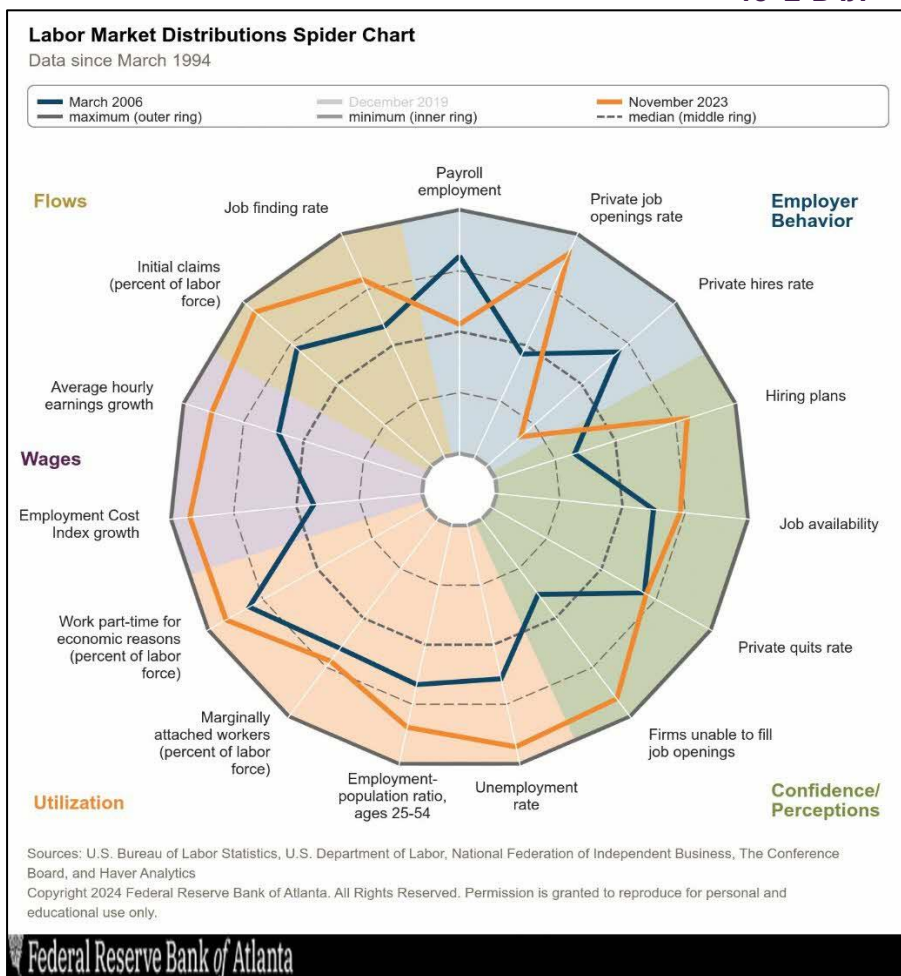 Labor Market Distributions Spider Chart
Data since March 1994
March 2006
December 2019
November 2023
maximum (outer ring)
minimum (inner ring)
median (middle ring)
Flows
Employer
Behavior
Payroll
employment
Private job
openings rate
Private hires rate
Hiring plans
Job availability
Private quits rate
Firms unable to fill
job openings
Unemployment
rate
Employment-
population ratio,
ages 25-54
Marginally
attached workers
(percent of labor
force)
Work part-time for
economic reasons
(percent of labor
force)
Employment Cost
Index growth
Average hourly
earnings growth
Initial claims
(percent of labor
force)
Job finding rate
Wages
Utilization
Confidence/
Perceptions
Sources: U.S. Bureau of Labor Statistics, U.S. Department of Labor, National Federation of Independent Business, The Conference
Board, and Haver Analytics
Copyright 2024 Federal Reserve Bank of Atlanta. All Rights Reserved. Permission is granted to reproduce for personal and
educational use only.
Federal Reserve Bank of Atlanta